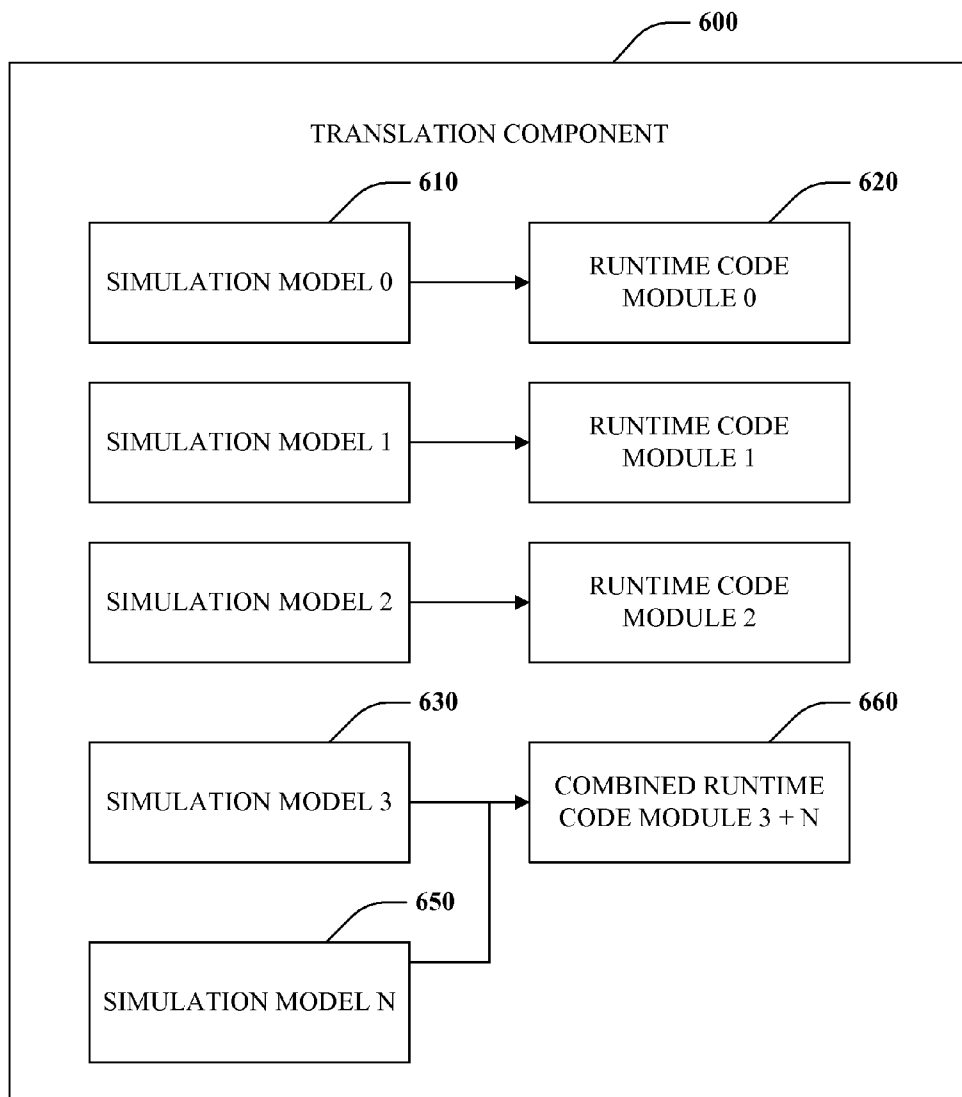 600
TRANSLATION COMPONENT
610
620
SIMULATION MODEL 0
RUNTIME CODE
MODULE 0
SIMULATION MODEL 1
RUNTIME CODE
MODULE 1
SIMULATION MODEL 2
RUNTIME CODE
MODULE 2
630
660
SIMULATION MODEL 3
COMBINED RUNTIME
CODE MODULE 3 + N
650
SIMULATION MODEL N